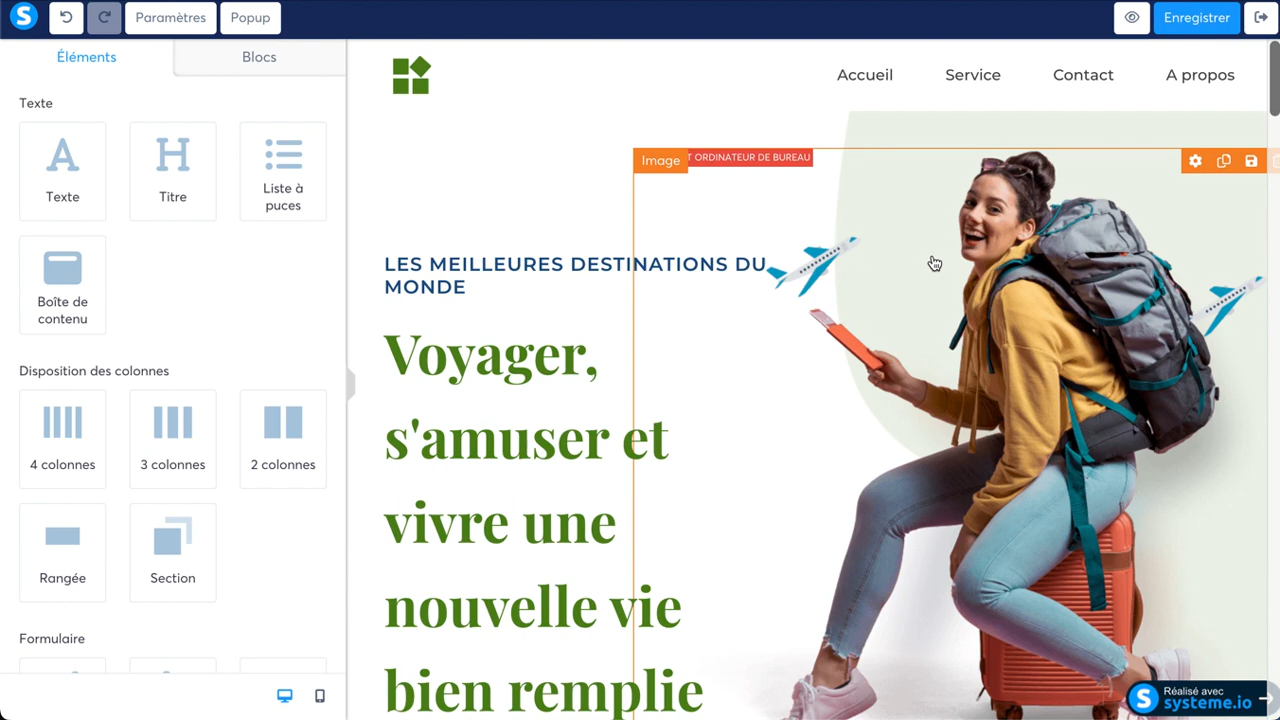 S
Paramètres
Popup
Enregistrer
Éléments
Blocs
Texte
Texte
Titre
Liste à
puces
Boîte de
contenu
Disposition des colonnes
4 colonnes
3 colonnes
2 colonnes
Rangée
Section
Formulaire
Accueil
Service
Contact
A propos
Image
T ORDINATEUR DE BUREAU
LES MEILLEURES DESTINATIONS DU
MONDE
Voyager,
s'amuser et
vivre une
nouvelle vie
bien remplie
S
Réalisé avec
systeme.io